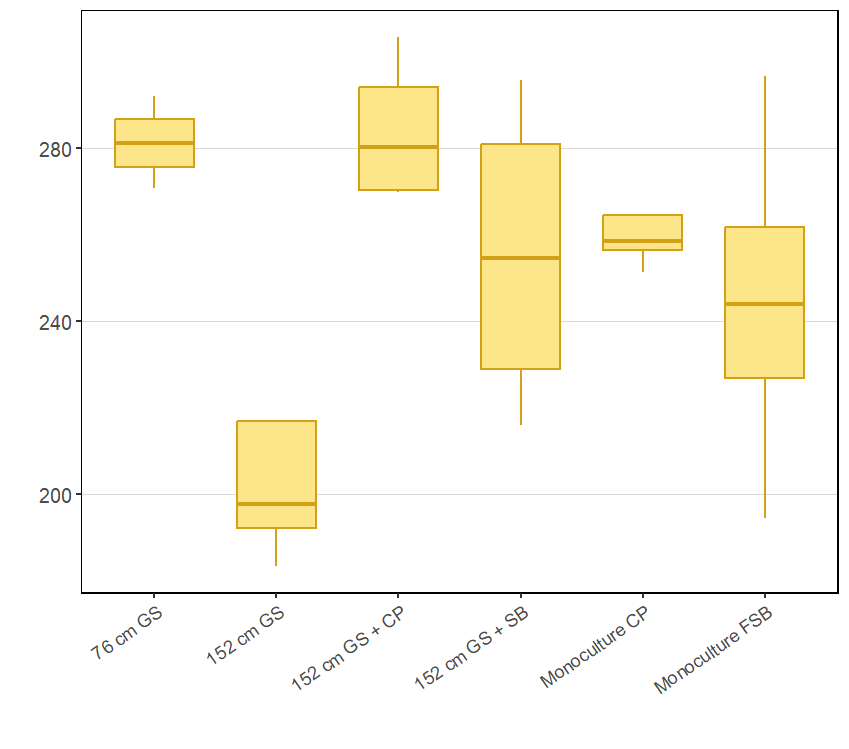 280
240
200
76 cm GS
152 cm GS
152 cm GS + CP
152 cm GS + SB
Monoculture CP
Monoculture FSB